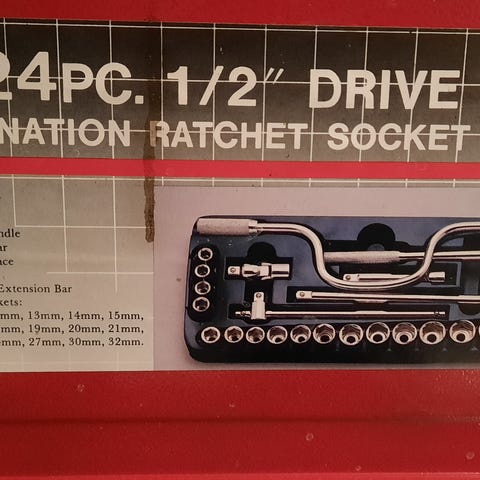 24PC. 1/2" DRIVE
NATION RATCHET SOCKET
ndle
ar
ace
Extension Bar
kets:
mm, 13mm, 14mm, 15mm,
mm, 19mm, 20mm, 21mm,
mm, 27mm, 30mm, 32mm.